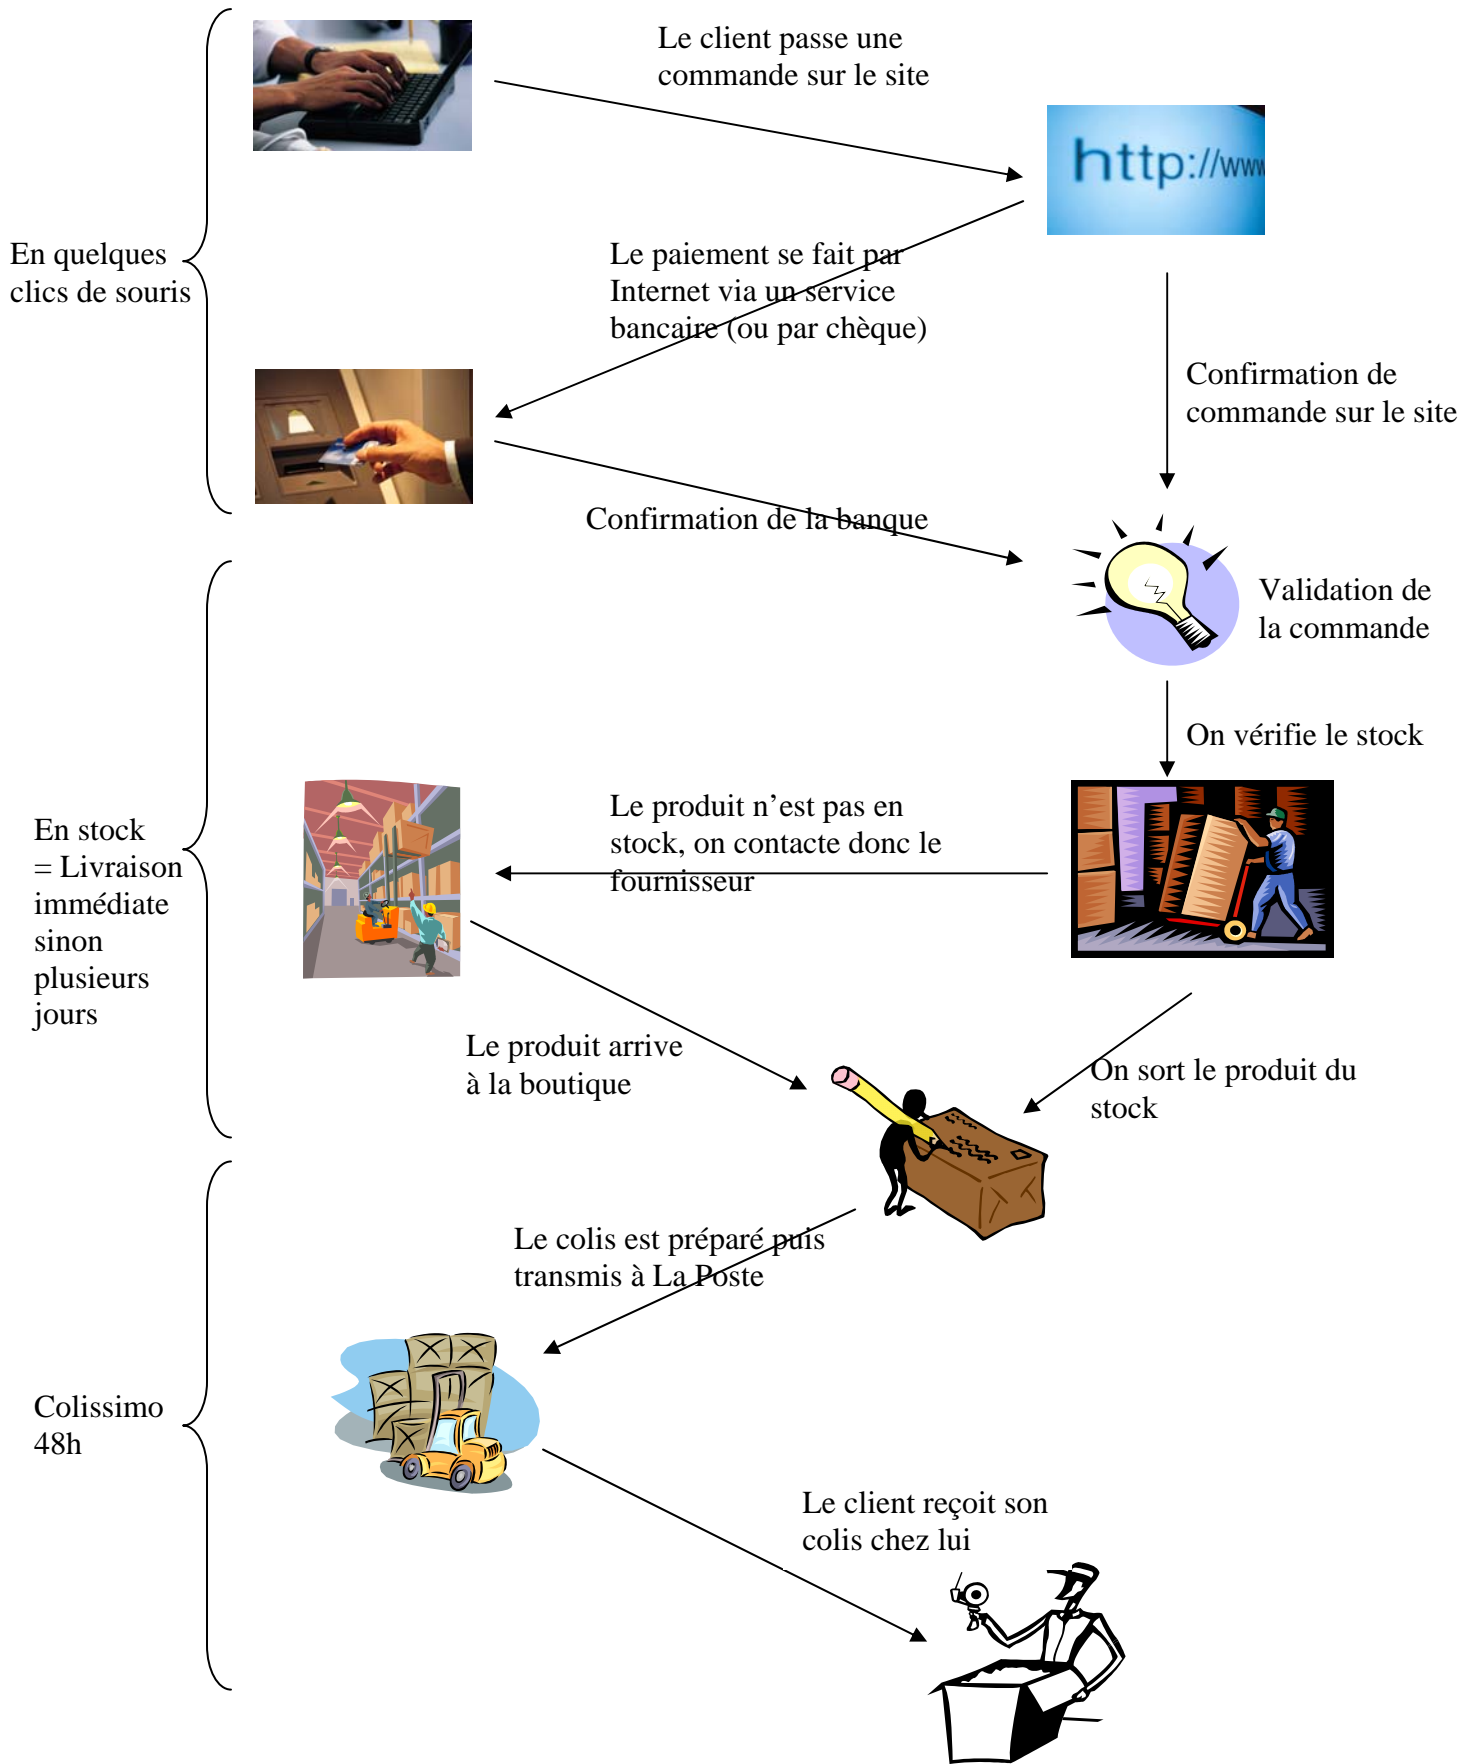 Le client passe une
commande sur le site
http://www
En quelques
clics de souris
Le paiement se fait par
Internet via un service
bancaire (ou par chèque)
Confirmation de
commande sur le site
Confirmation de la banque
Validation de
la commande
On vérifie le stock
Le produit n’est pas en
stock, on contacte donc le
fournisseur
En stock
= Livraison
immédiate
sinon
plusieurs
jours
Le produit arrive
à la boutique
On sort le produit du
stock
Le colis est préparé puis
transmis à La Poste
Colissimo
48h
Le client reçoit son
colis chez lui